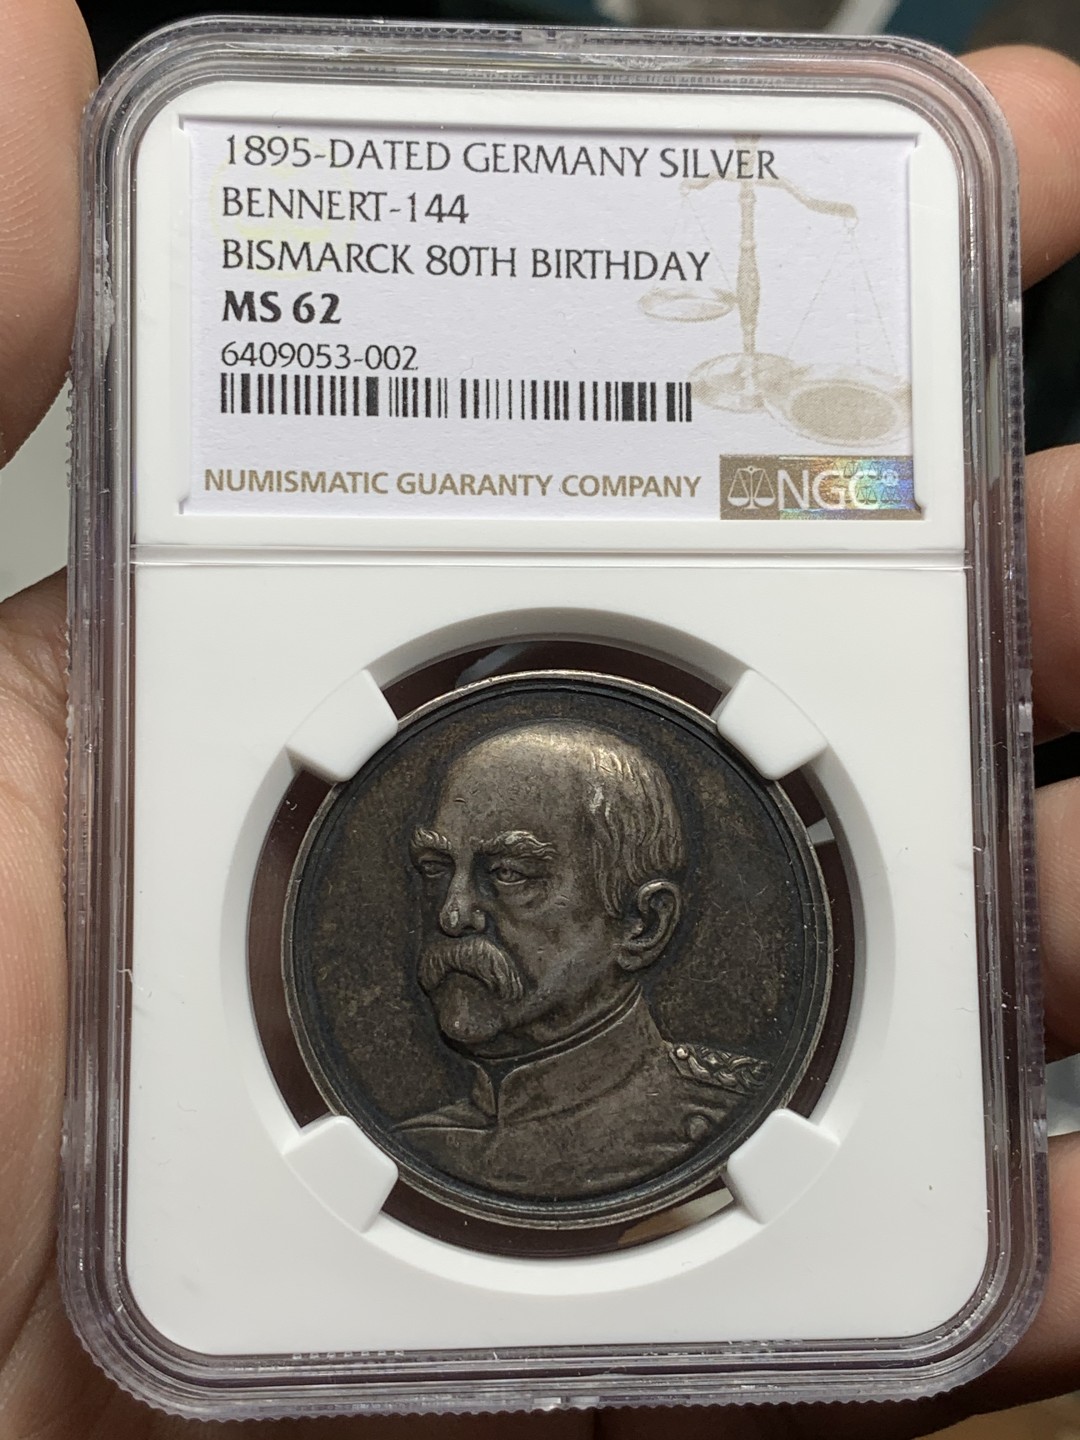 1895-DATED GERMANY SILVER
BENNERT-144
BISMARCK 80TH BIRTHDAY
MS 62
6409053-002
NUMISMATIC GUARANTY COMPANY
NGC®